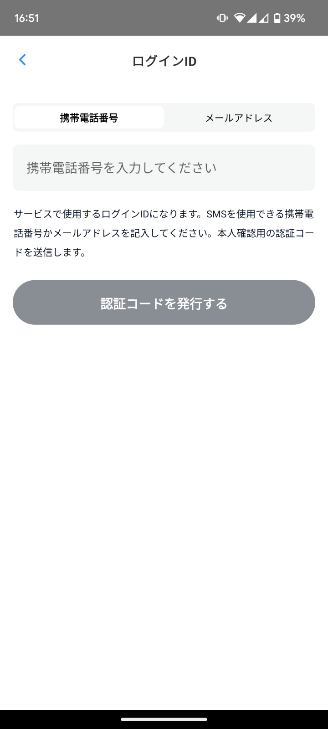 16:51
39%
ログインID
携帯電話番号
メールアドレス
携帯電話番号を入力してください
サービスで使用するログインIDになります。SMSを使用できる携帯電
話番号かメールアドレスを記入してください。本人確認用の認証コー
ドを送信します。
認証コードを発行する